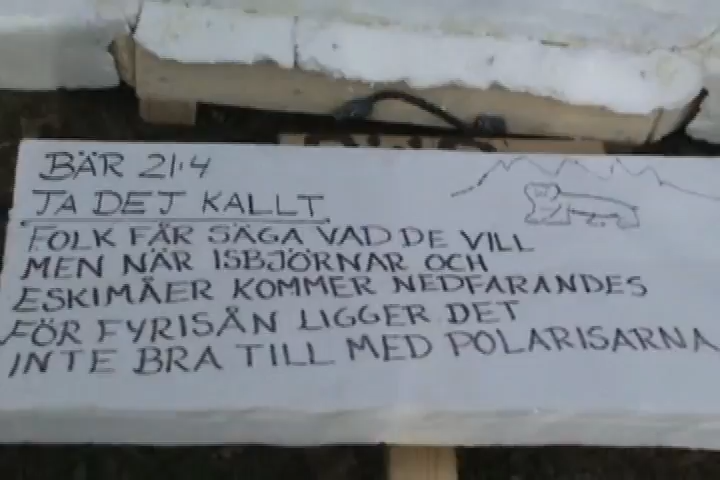 BÄR 21·4
TA DET KALLT
FOLK FÅR SÄGA VAD DE VILL
MEN NÄR ISBJÖRNAR OCH
ESKIMÅER KOMMER NEDFARANDES
FÖR FYRISÅN LIGGER DET
INTE BRA TILL MED POLARISARNA